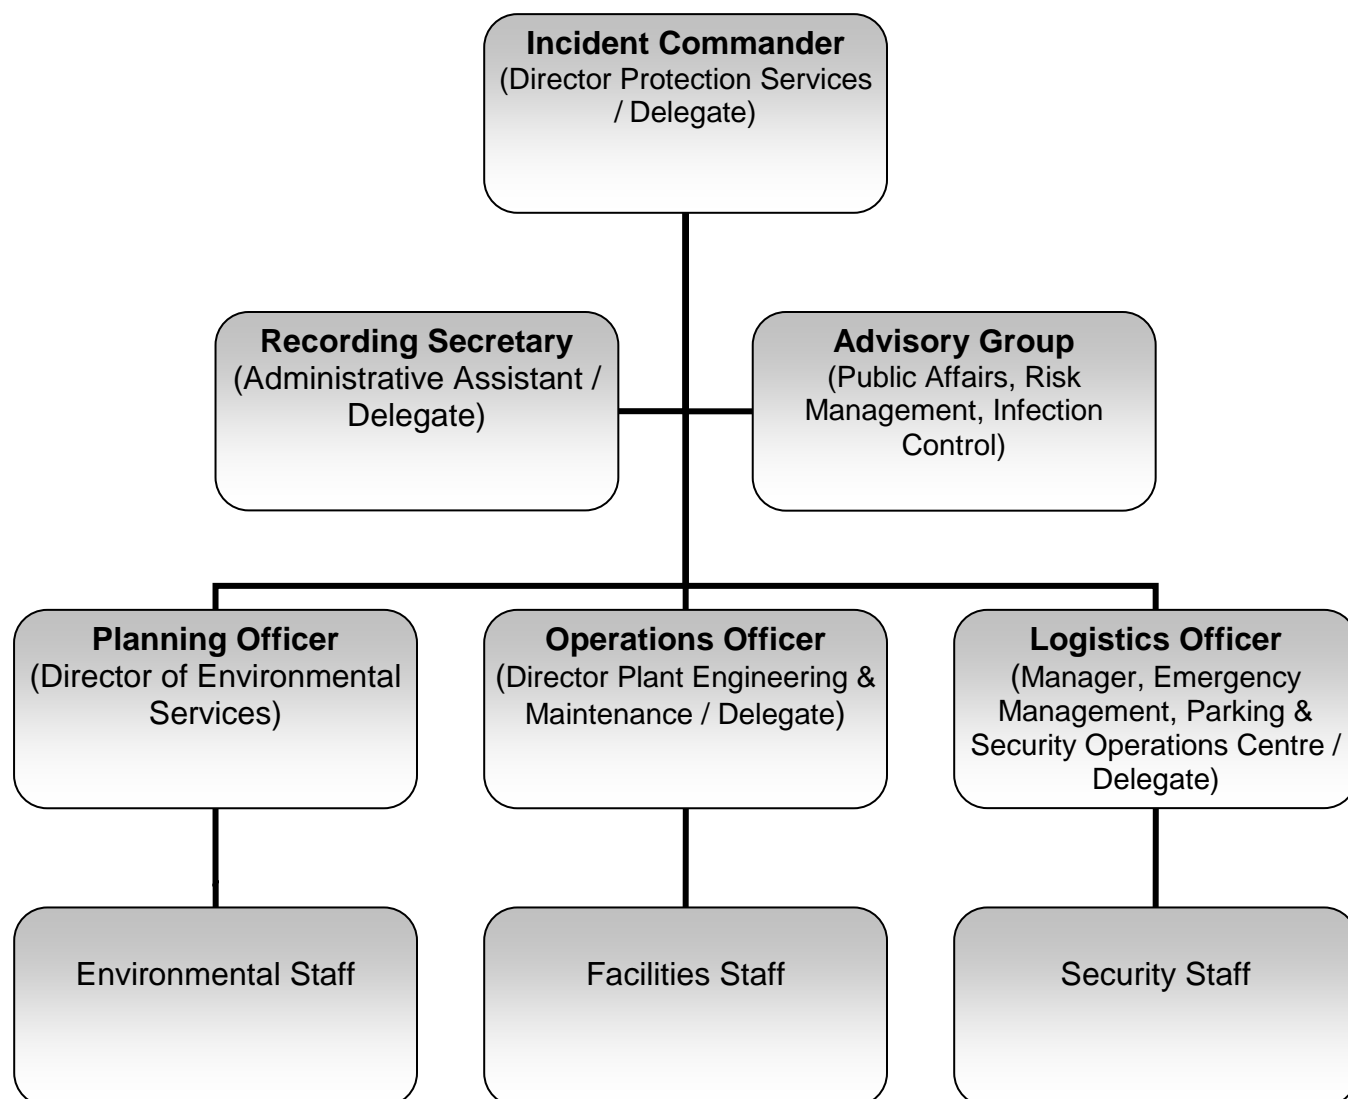 Incident Commander
(Director Protection Services
/ Delegate)
Recording Secretary
(Administrative Assistant /
Delegate)
Advisory Group
(Public Affairs, Risk
Management, Infection
Control)
Planning Officer
(Director of Environmental
Services)
Operations Officer
(Director Plant Engineering &
Maintenance / Delegate)
Logistics Officer
(Manager, Emergency
Management, Parking &
Security Operations Centre /
Delegate)
Environmental Staff
Facilities Staff
Security Staff